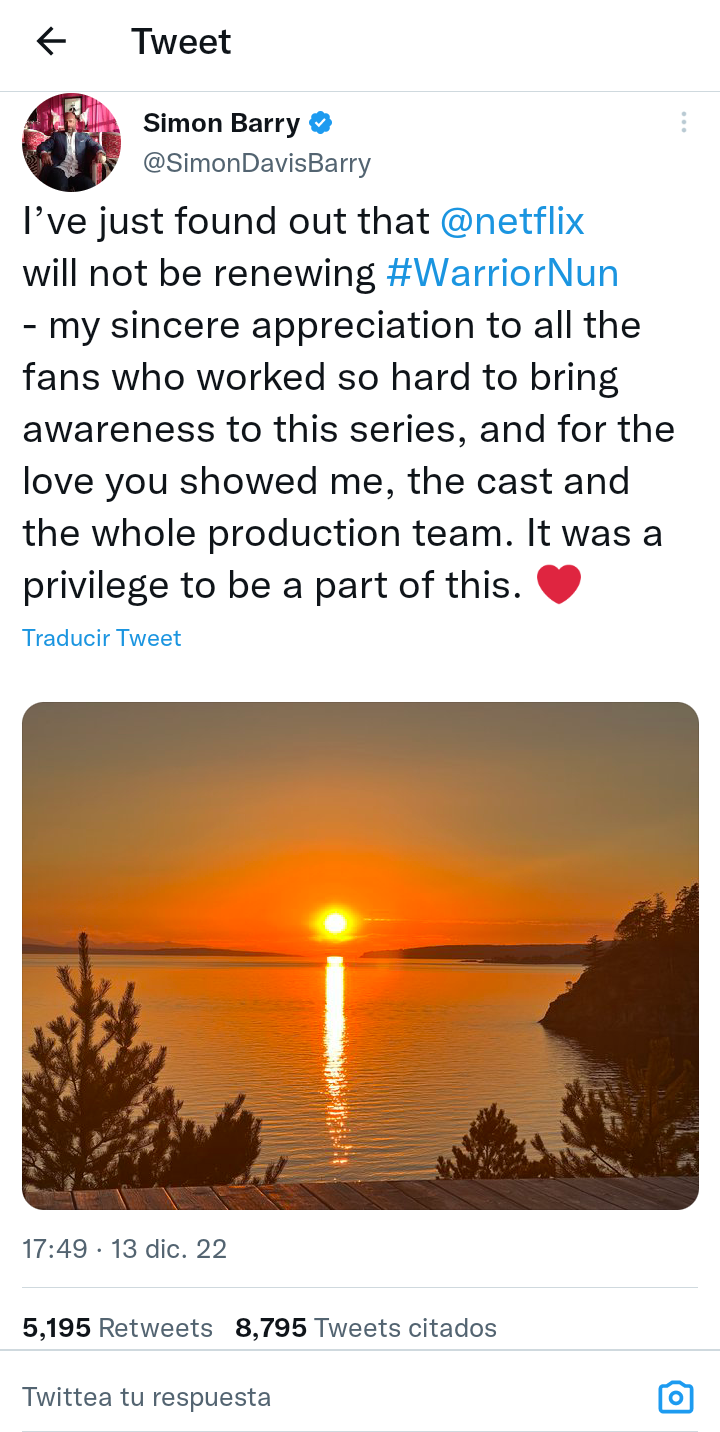 Tweet
Simon Barry
@SimonDavisBarry
I’ve just found out that @netflix
will not be renewing #WarriorNun
- my sincere appreciation to all the
fans who worked so hard to bring
awareness to this series, and for the
love you showed me, the cast and
the whole production team. It was a
privilege to be a part of this. ❤️
Traducir Tweet
17:49 · 13 dic. 22
5,195 Retweets 8,795 Tweets citados
Twittea tu respuesta